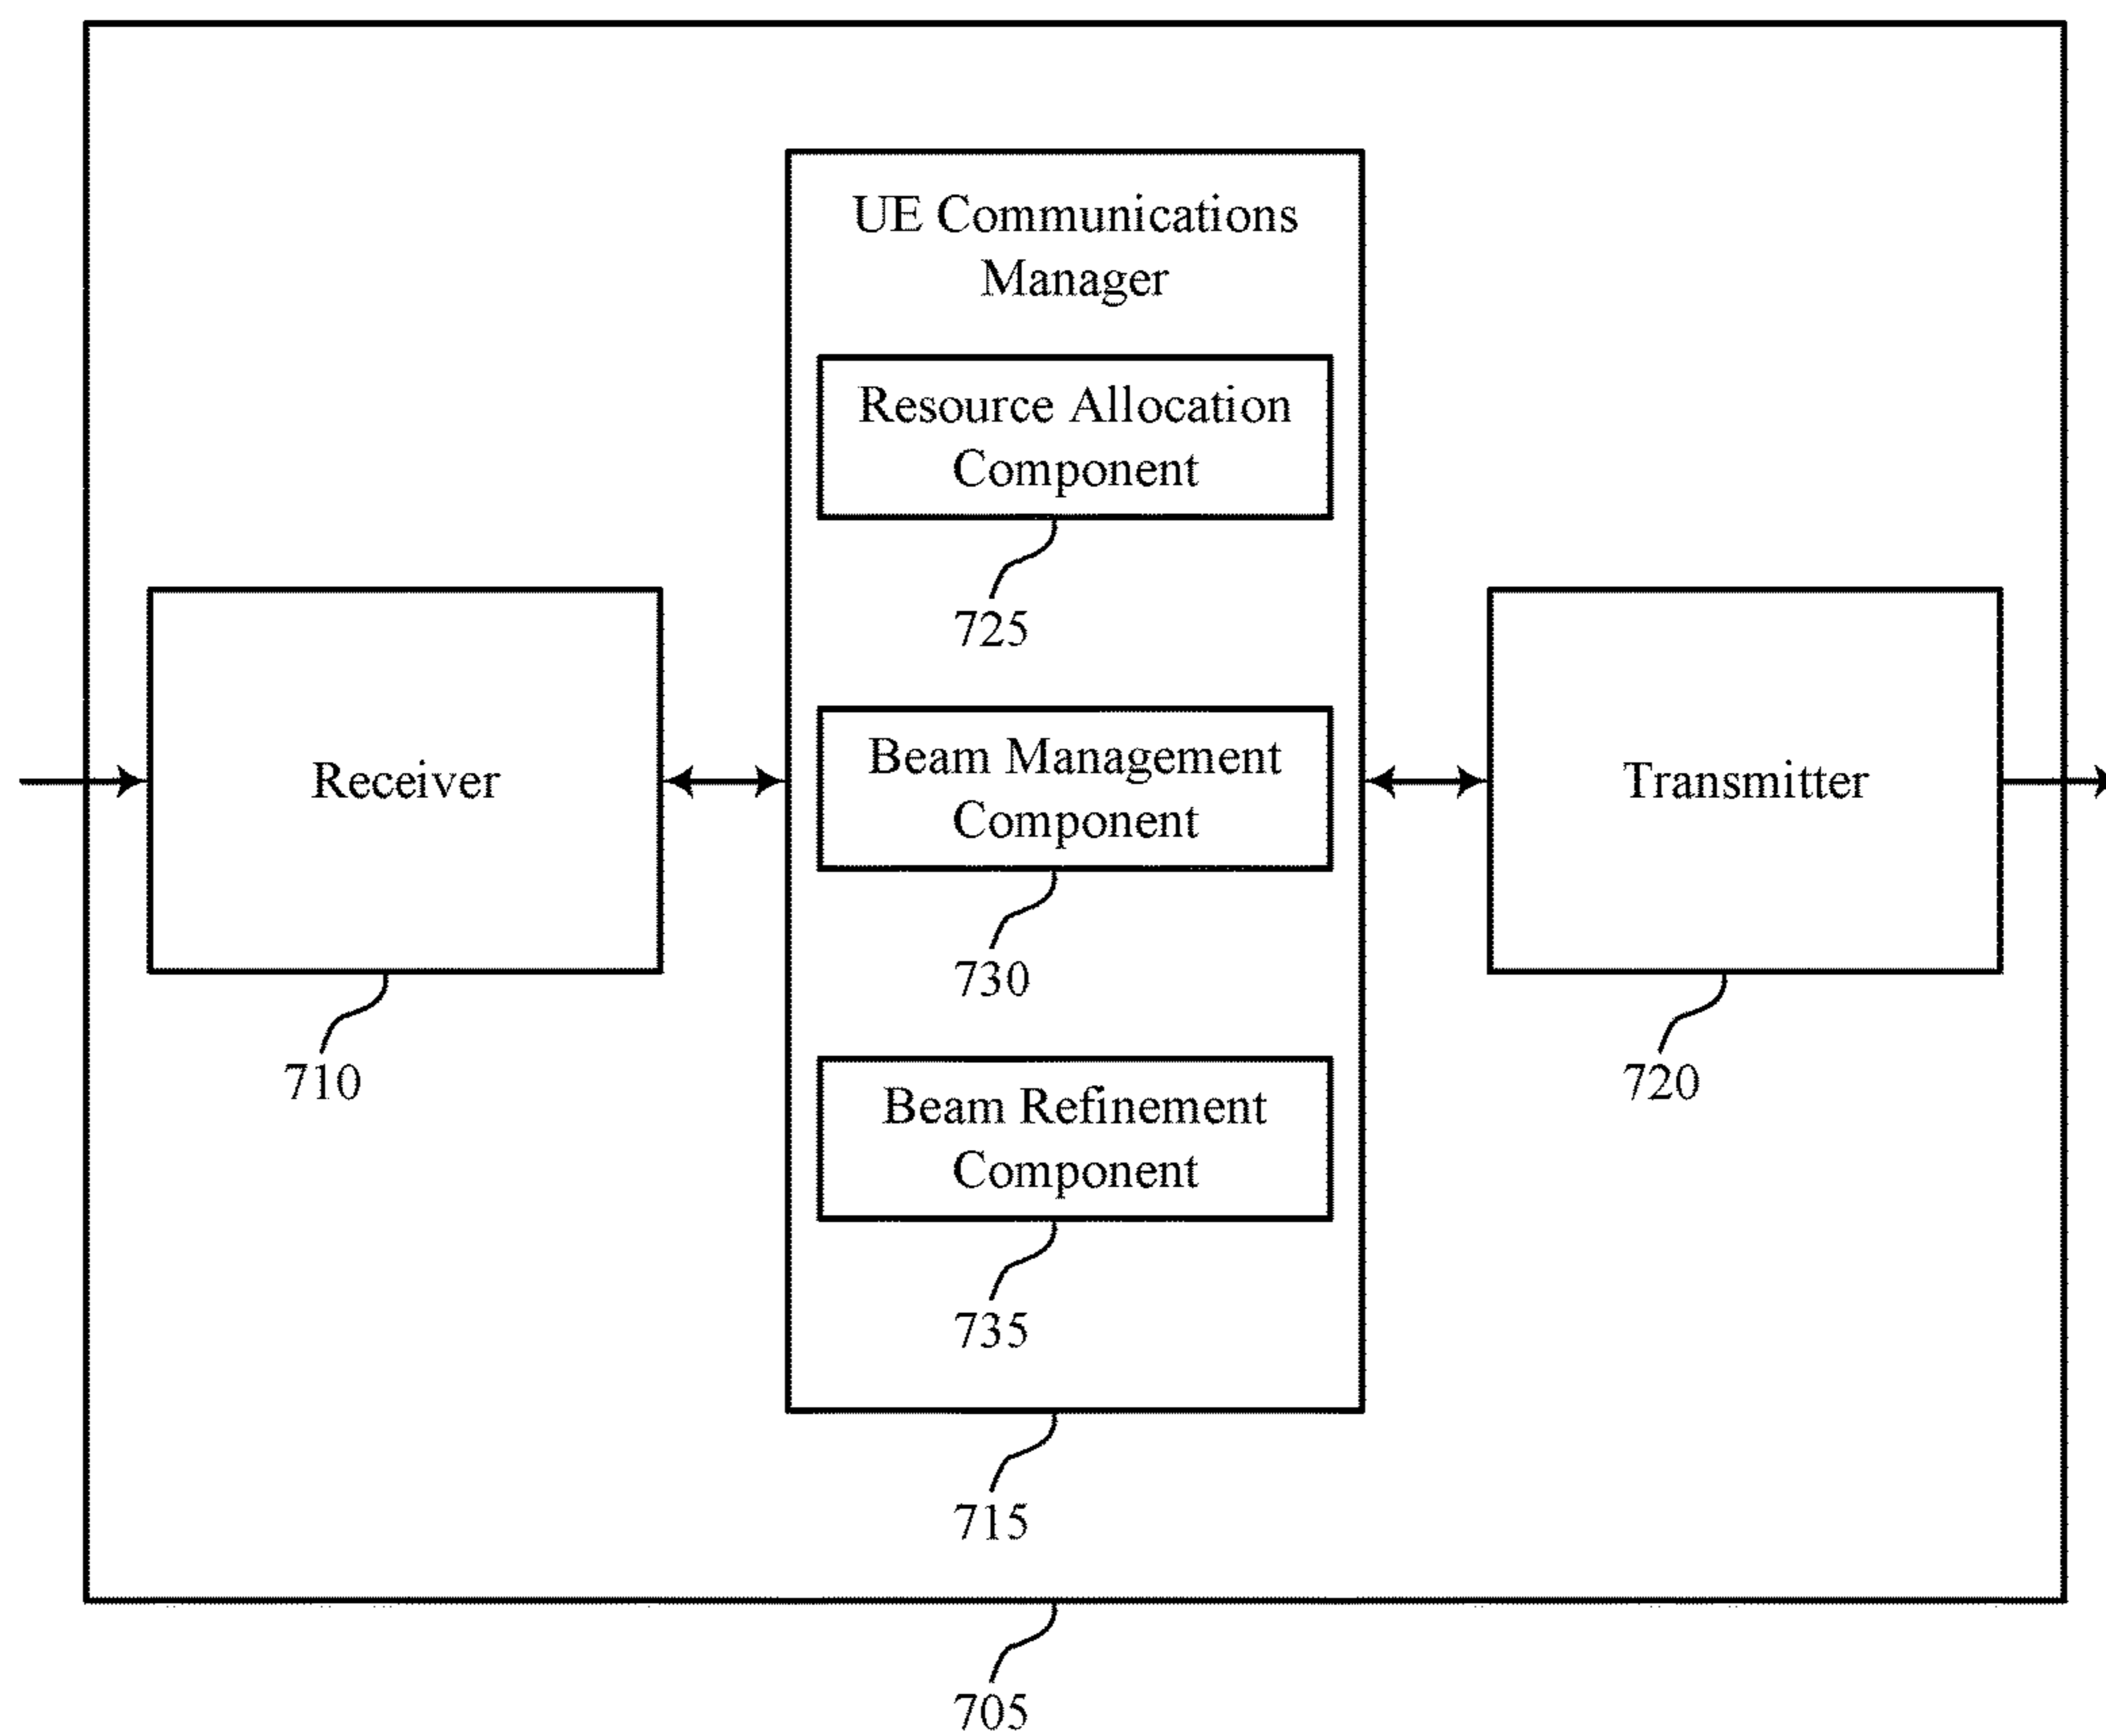 UE Communications
Manager
Resource Allocation
Component
725
Receiver
710
Beam Management
Component
730
Transmitter
720
Beam Refinement
Component
735
715
705